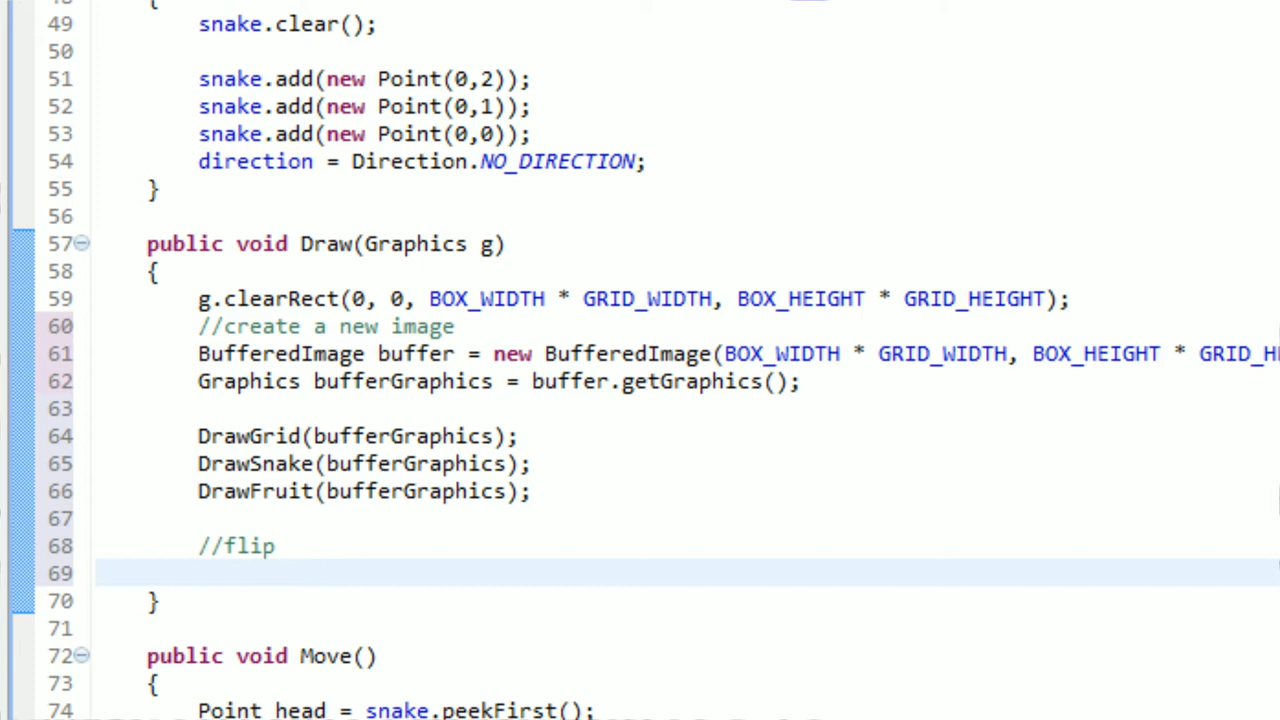 {
49 snake.clear();
50
51 snake.add(new Point(0,2));
52 snake.add(new Point(0,1));
53 snake.add(new Point(0,0));
54 direction = Direction.NO_DIRECTION;
55 }
56
57 public void Draw(Graphics g)
58 {
59 g.clearRect(0, 0, BOX_WIDTH * GRID_WIDTH, BOX_HEIGHT * GRID_HEIGHT);
60 //create a new image
61 BufferedImage buffer = new BufferedImage(BOX_WIDTH * GRID_WIDTH, BOX_HEIGHT * GRID_H
62 Graphics bufferGraphics = buffer.getGraphics();
63
64 DrawGrid(bufferGraphics);
65 DrawSnake(bufferGraphics);
66 DrawFruit(bufferGraphics);
67
68 //flip
69
70 }
71
72 public void Move()
73 {
74 Point head = snake.peekFirst();